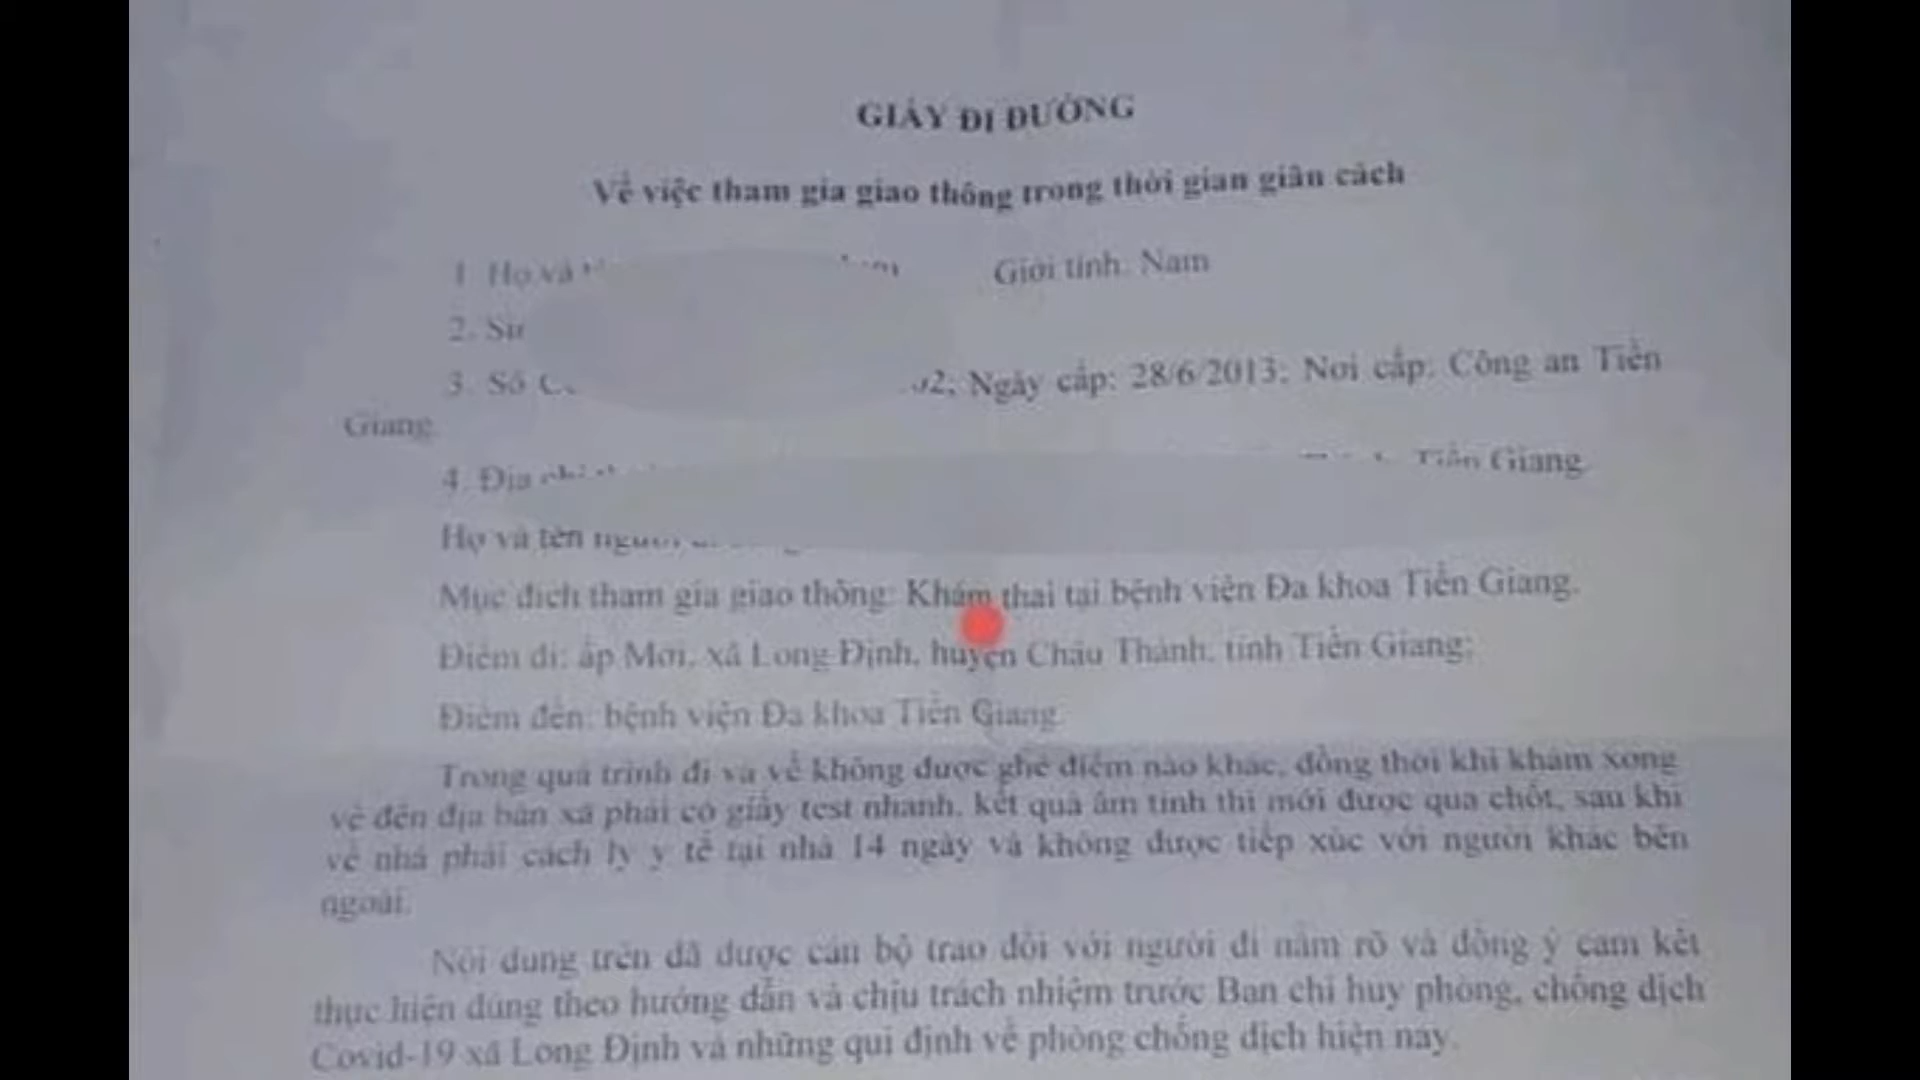 GIẤY ĐI ĐƯỜNG
Về việc tham gia giao thông trong thời gian giãn cách
1. Họ và Giới tính: Nam
2.
3. Số 02; Ngày cấp: 28/6/2013; Nơi cấp: Công an Tiền
Giang.
4. Địa Tiền Giang
Họ và tên người
Mục đích tham gia giao thông: Khám thai tại bệnh viện Đa khoa Tiền Giang.
Điểm đi: ấp Mới, xã Long Định, huyện Châu Thành, tỉnh Tiền Giang;
Điểm đến: bệnh viện Đa khoa Tiền Giang.
Trong quá trình đi và về không được ghé điểm nào khác, đồng thời khi khám xong
về đến địa bàn xã phải có giấy test nhanh, kết quả âm tính thì mới được qua chốt, sau khi
về nhà phải cách ly y tế tại nhà 14 ngày và không được tiếp xúc với người khác bên
ngoài.
Nội dung trên đã được cán bộ trao đổi với người đi nắm rõ và đồng ý cam kết
thực hiện đúng theo hướng dẫn và chịu trách nhiệm trước Ban chỉ huy phòng, chống dịch
Covid-19 xã Long Định và những qui định về phòng chống dịch hiện nay.